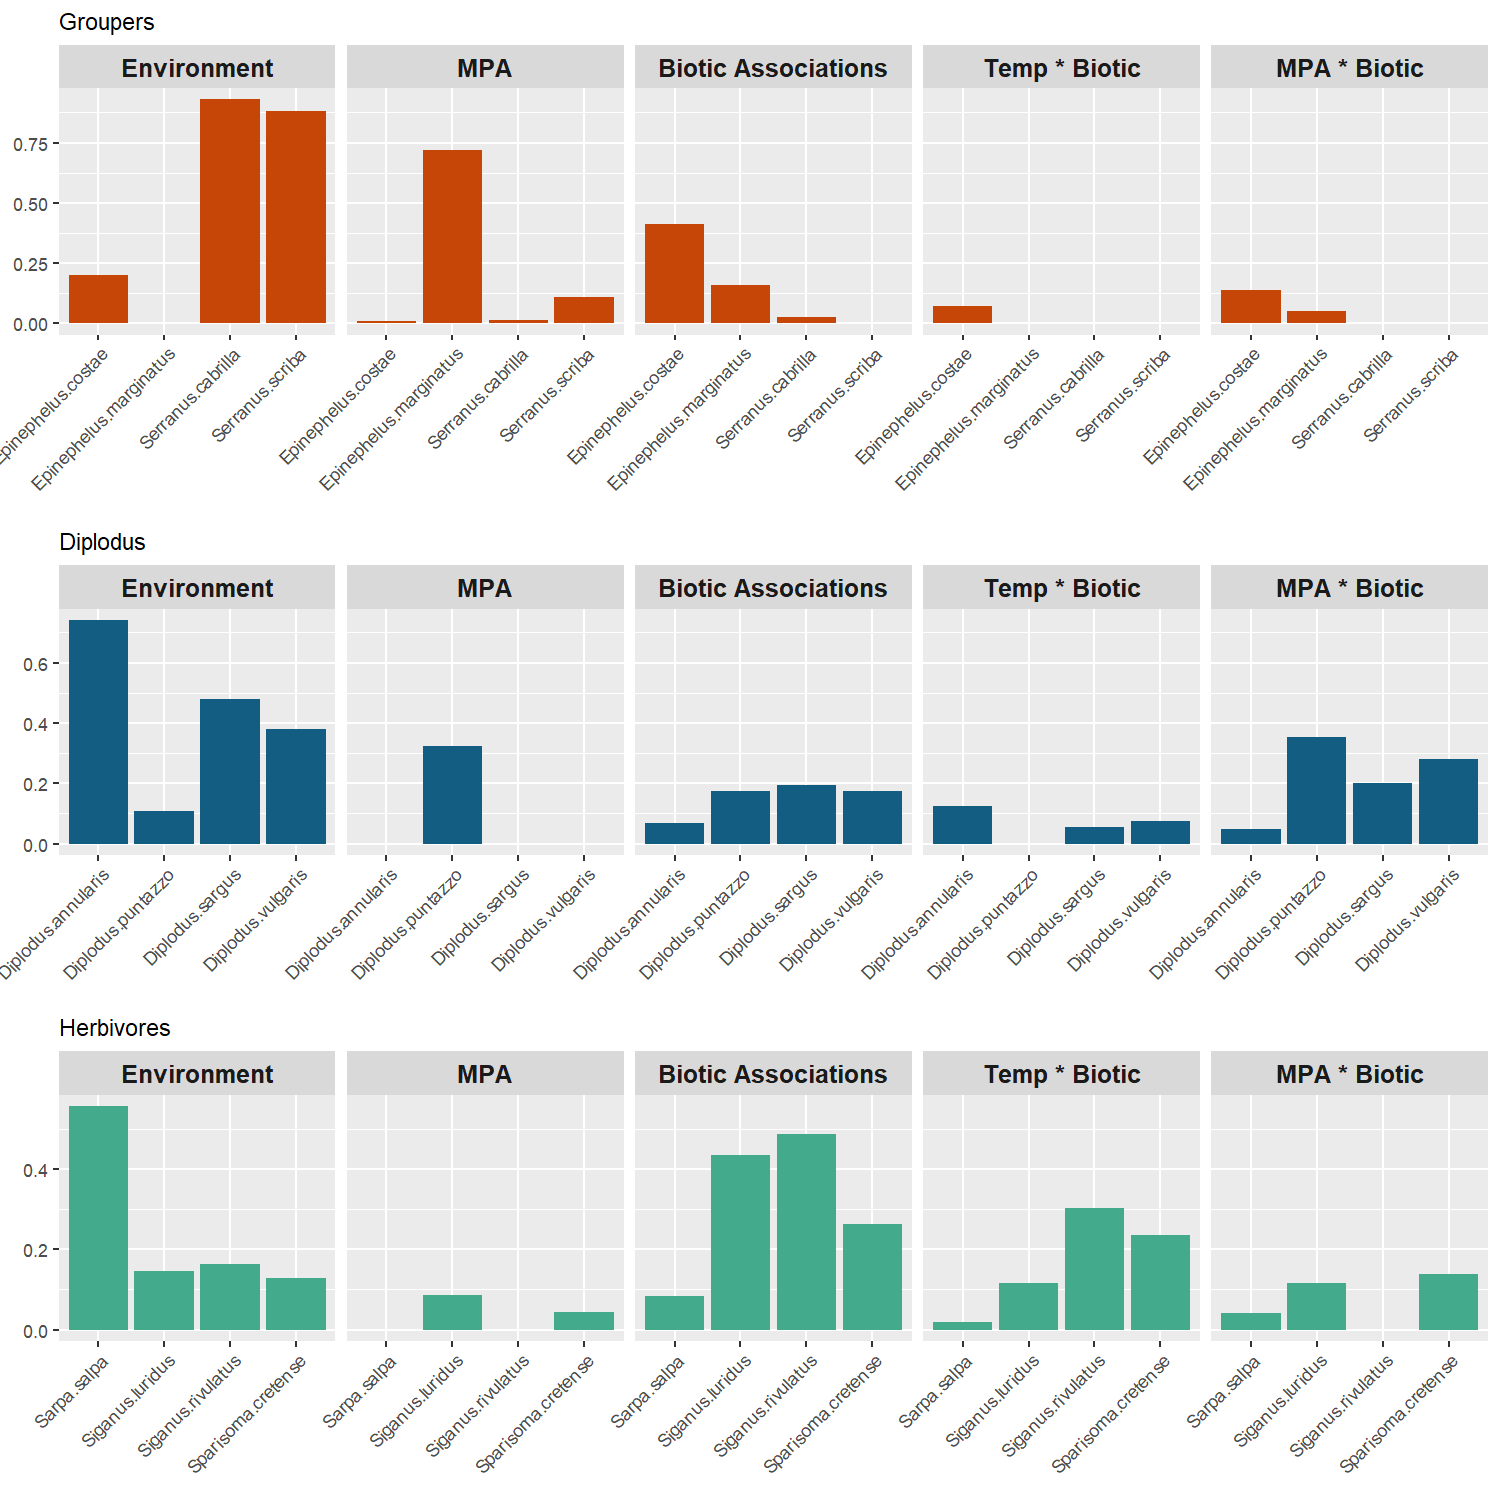 Groupers
Environment MPA Biotic Associations Temp * Biotic MPA * Biotic
0.75
0.50
0.25
0.00
Epinephelus.costae Epinephelus.marginatus Serranus.cabrilla Serranus.scriba Epinephelus.costae Epinephelus.marginatus Serranus.cabrilla Serranus.scriba Epinephelus.costae Epinephelus.marginatus Serranus.cabrilla Serranus.scriba Epinephelus.costae Epinephelus.marginatus Serranus.cabrilla Serranus.scriba Epinephelus.costae Epinephelus.marginatus Serranus.cabrilla Serranus.scriba
Diplodus
Environment MPA Biotic Associations Temp * Biotic MPA * Biotic
0.6
0.4
0.2
0.0
Diplodus.annularis Diplodus.puntazzo Diplodus.sargus Diplodus.vulgaris Diplodus.annularis Diplodus.puntazzo Diplodus.sargus Diplodus.vulgaris Diplodus.annularis Diplodus.puntazzo Diplodus.sargus Diplodus.vulgaris Diplodus.annularis Diplodus.puntazzo Diplodus.sargus Diplodus.vulgaris Diplodus.annularis Diplodus.puntazzo Diplodus.sargus Diplodus.vulgaris
Herbivores
Environment MPA Biotic Associations Temp * Biotic MPA * Biotic
0.4
0.2
0.0
Sarpa.salpa Siganus.luridus Siganus.rivulatus Sparisoma.cretense Sarpa.salpa Siganus.luridus Siganus.rivulatus Sparisoma.cretense Sarpa.salpa Siganus.luridus Siganus.rivulatus Sparisoma.cretense Sarpa.salpa Siganus.luridus Siganus.rivulatus Sparisoma.cretense Sarpa.salpa Siganus.luridus Siganus.rivulatus Sparisoma.cretense